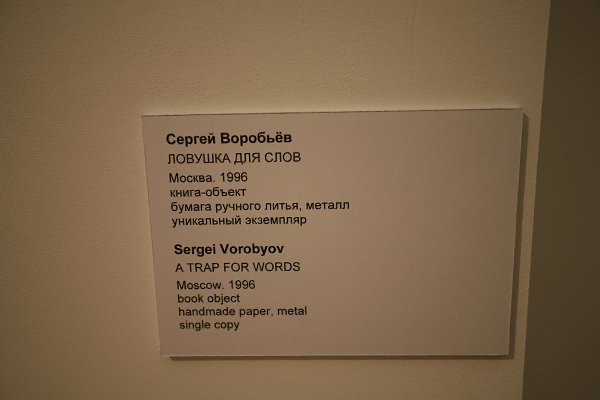 Сергей Воробьёв
ЛОВУШКА ДЛЯ СЛОВ
Москва. 1996
книга-объект
бумага ручного литья, металл
уникальный экземпляр
Sergei Vorobyov
A TRAP FOR WORDS
Moscow. 1996
book object
handmade paper, metal
single copy